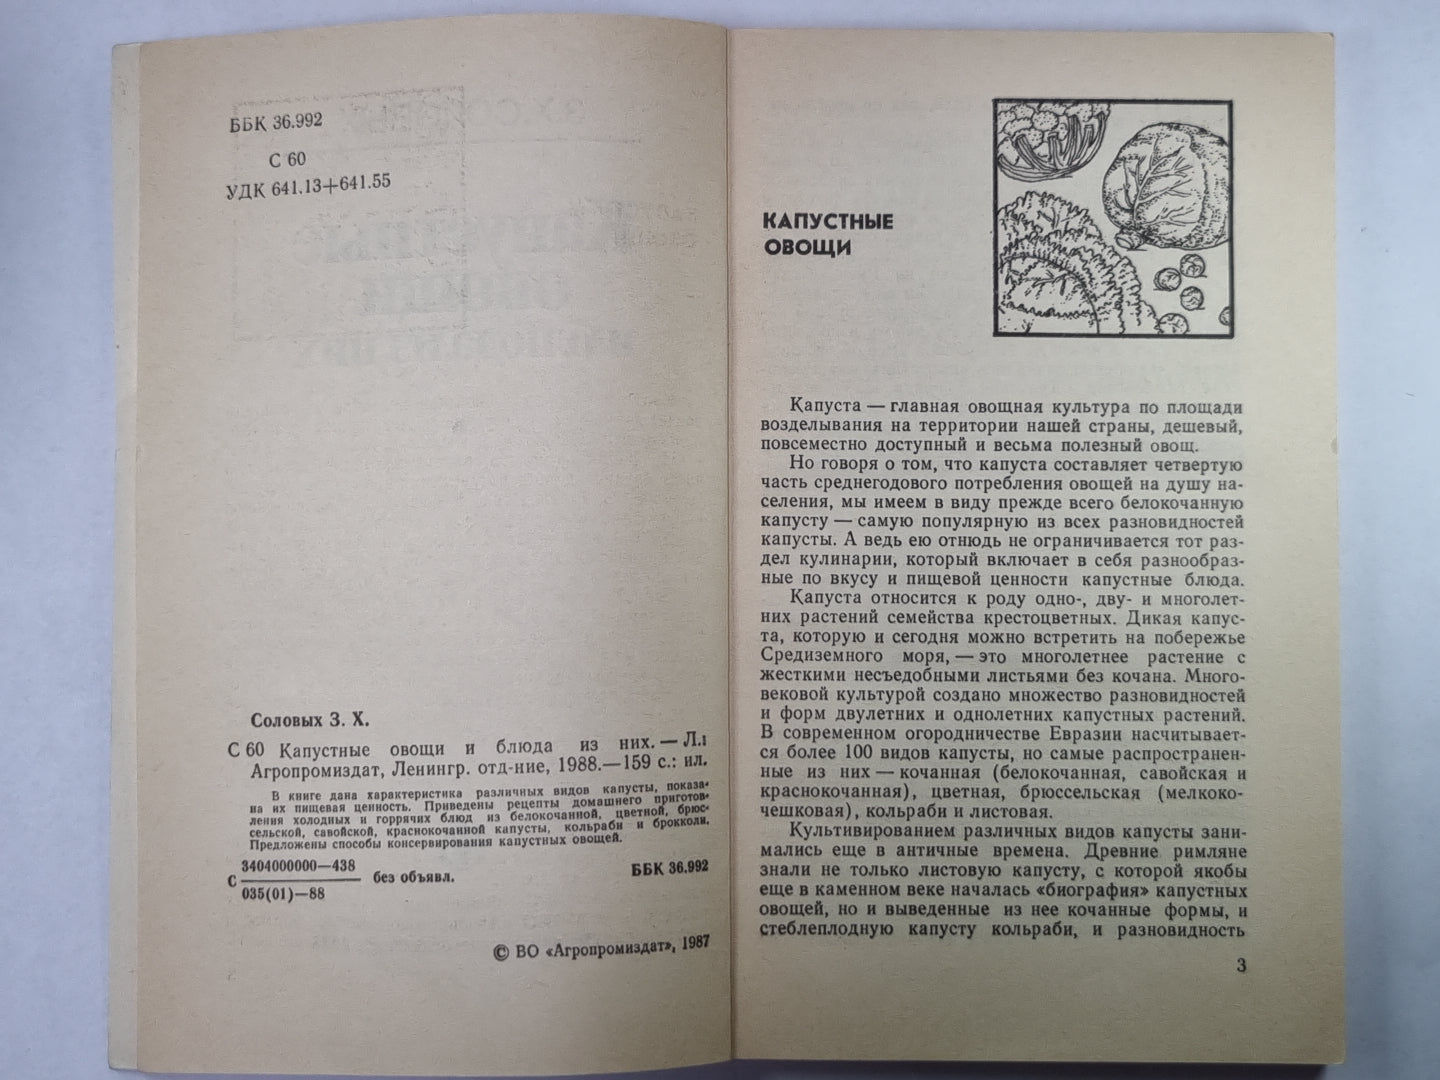 ББК 36.992
С 60
УДК 641.13+641.55
Соловых З. Х.
С 60 Капустные овощи и блюда из них. — Л.:
Агропромиздат, Ленингр. отд-ние, 1988.—159 с.: ил.
В книге дана характеристика различных видов капусты, показа-
на их пищевая ценность. Приведены рецепты домашнего приготов-
ления холодных и горрячих блюд из белокочанной, цветной, брюс-
сельской, савойской, краснокочанной капусты, кольраби и брокколи.
Предложены способы консервирования капустных овощей.
С 3404000000—438
035(01)—88 без объявл. ББК 36.992
© ВО «Агропромиздат», 1987
КАПУСТНЫЕ
ОВОЩИ
Капуста — главная овощная культура по площади
возделывания на территории нашей страны, дешевый,
повсеместно доступный и весьма полезный овощ.
Но говоря о том, что капуста составляет четвертую
часть среднегодового потребления овощей на душу на-
селения, мы имеем в виду прежде всего белокочанную
капусту — самую популярную из всех разновидностей
капусты. А ведь ею отнюдь не ограничивается тот раз-
дел кулинарии, который включает в себя разнообраз-
ные по вкусу и пищевой ценности капустные блюда.
Капуста относится к роду одно-, дву- и многолет-
них растений семейства крестоцветных. Дикая капус-
та, которую и сегодня можно встретить на побережье
Средиземного моря, — это многолетнее растение с
жесткими несъедобными листьями без кочана. Много-
вековой культурой создано множество разновидностей
и форм двулетних и однолетних капустных растений.
В современном огородничестве Евразии насчитывает-
ся более 100 видов капусты, но самые распространен-
ные из них — кочанная (белокочанная, савойская и
краснокочанная), цветная, брюссельская (мелкоко-
чешковая), кольраби и листовая.
Культивированием различных видов капусты зани-
мались еще в античные времена. Древние римляне
знали не только листовую капусту, с которой якобы
еще в каменном веке началась «биография» капустных
овощей, но и выведенные из нее кочанные формы, и
стеблеплодную капусту кольраби, и разновидность
3